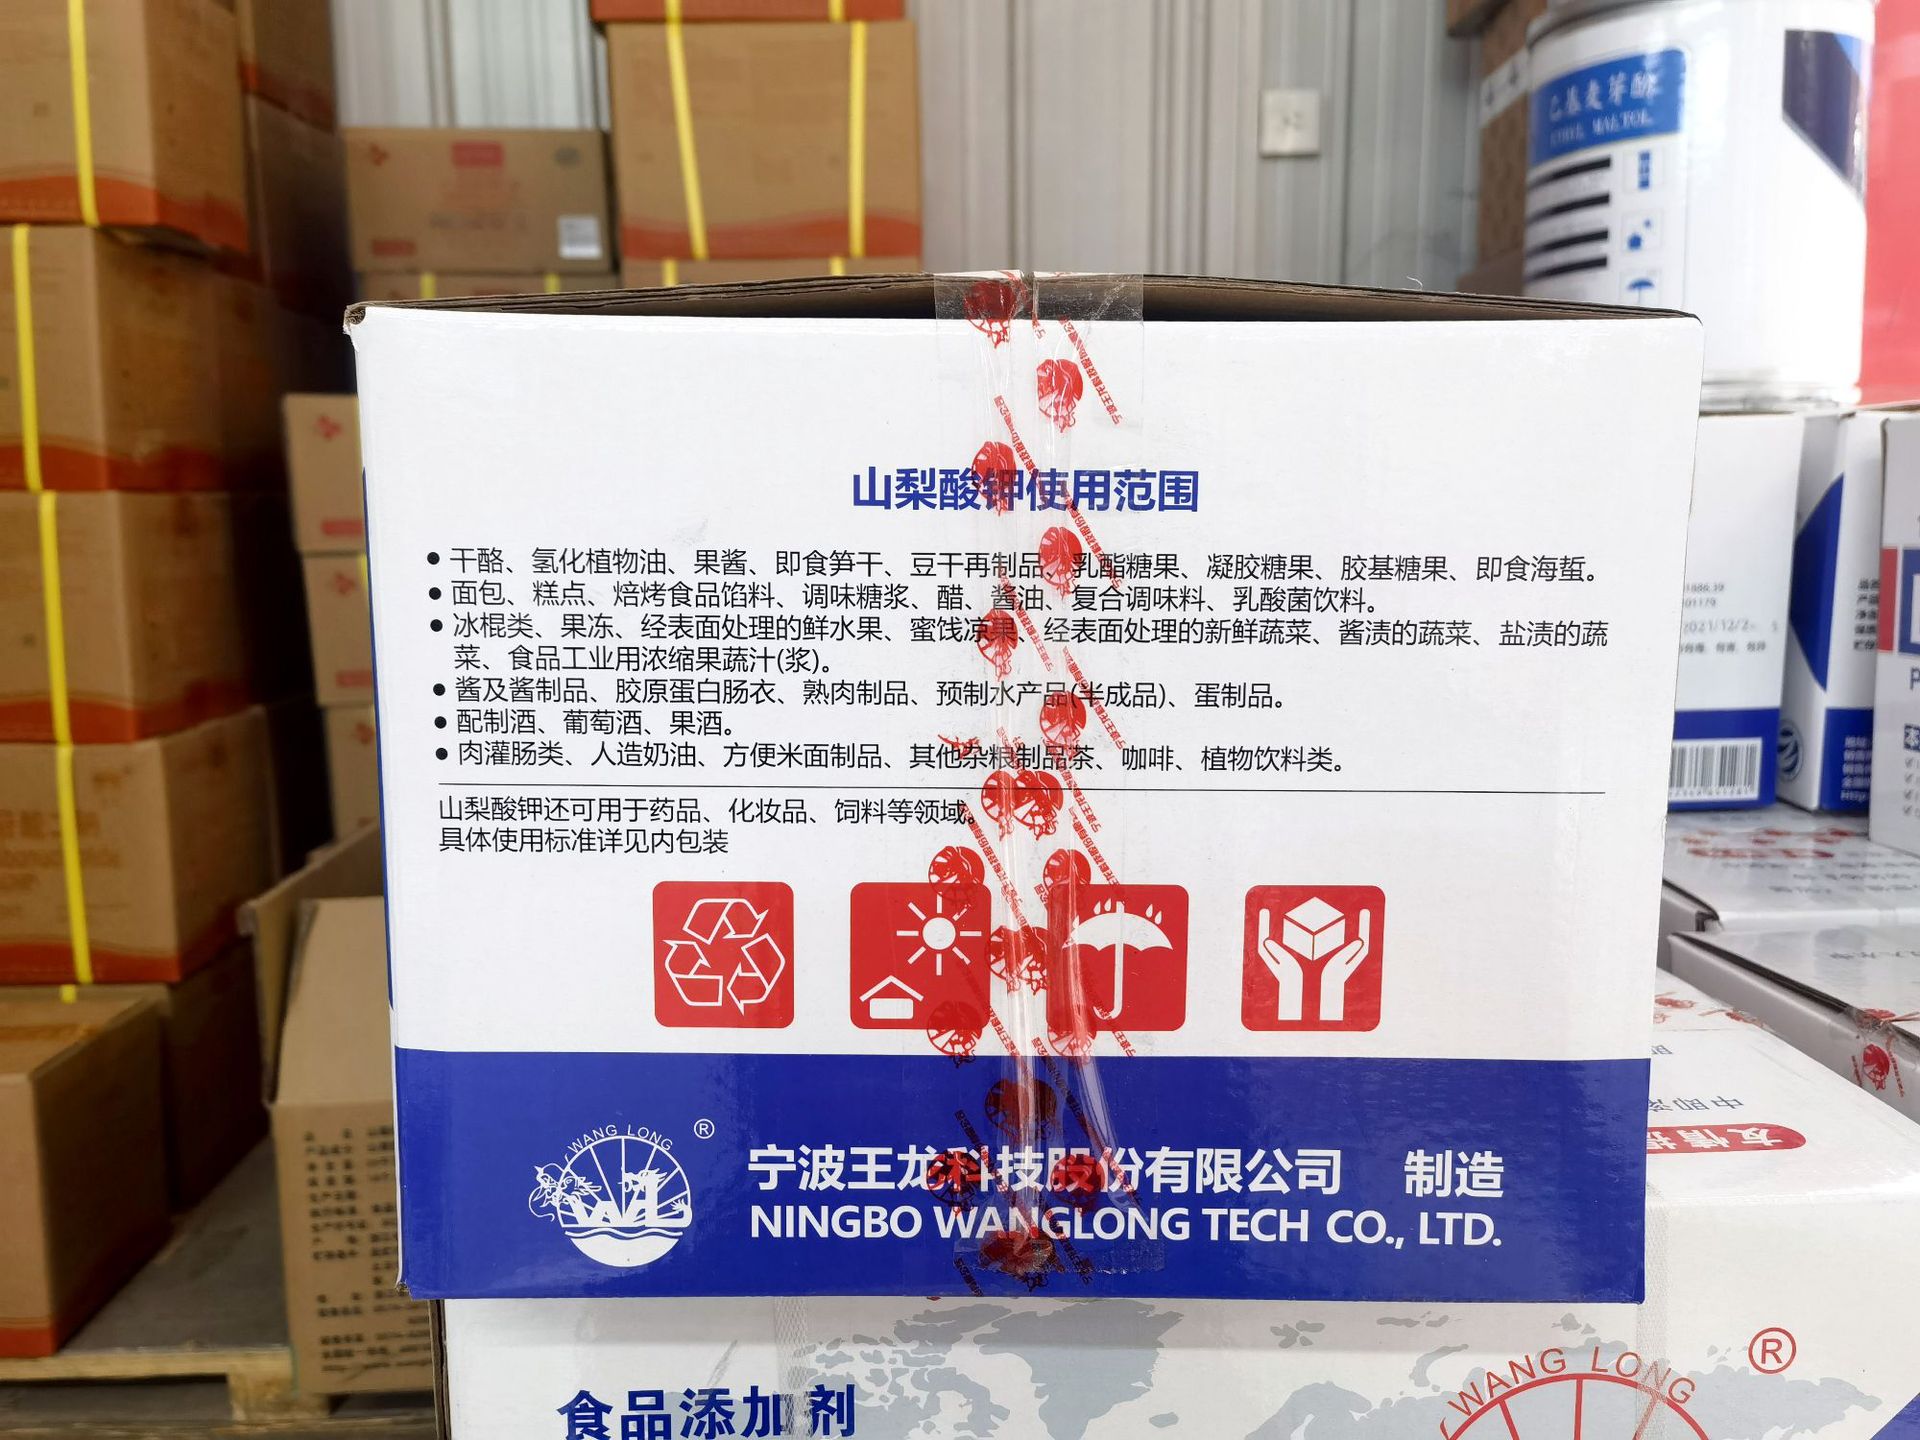 乙基麦芽酚
ETHYL MALTOL
山梨酸钾使用范围
● 干酪、氢化植物油、果酱、即食笋干、豆干再制品、乳脂糖果、凝胶糖果、胶基糖果、即食海蜇。
● 面包、糕点、焙烤食品馅料、调味糖浆、醋、酱油、复合调味料、乳酸菌饮料。
● 冰棍类、果冻、经表面处理的鲜水果、蜜饯凉果、经表面处理的新鲜蔬菜、酱渍的蔬菜、盐渍的蔬
菜、食品工业用浓缩果蔬汁(浆)。
● 酱及酱制品、胶原蛋白肠衣、熟肉制品、预制水产品(半成品)、蛋制品。
● 配制酒、葡萄酒、果酒。
● 肉灌肠类、人造奶油、方便米面制品、其他杂粮制品茶、咖啡、植物饮料类。
山梨酸钾还可用于药品、化妆品、饲料等领域。
具体使用标准详见内包装
WANG LONG ®
WL
宁波王龙科技股份有限公司 制造
NINGBO WANGLONG TECH CO., LTD.
2021/12/2
食品添加剂
WANG LONG ®